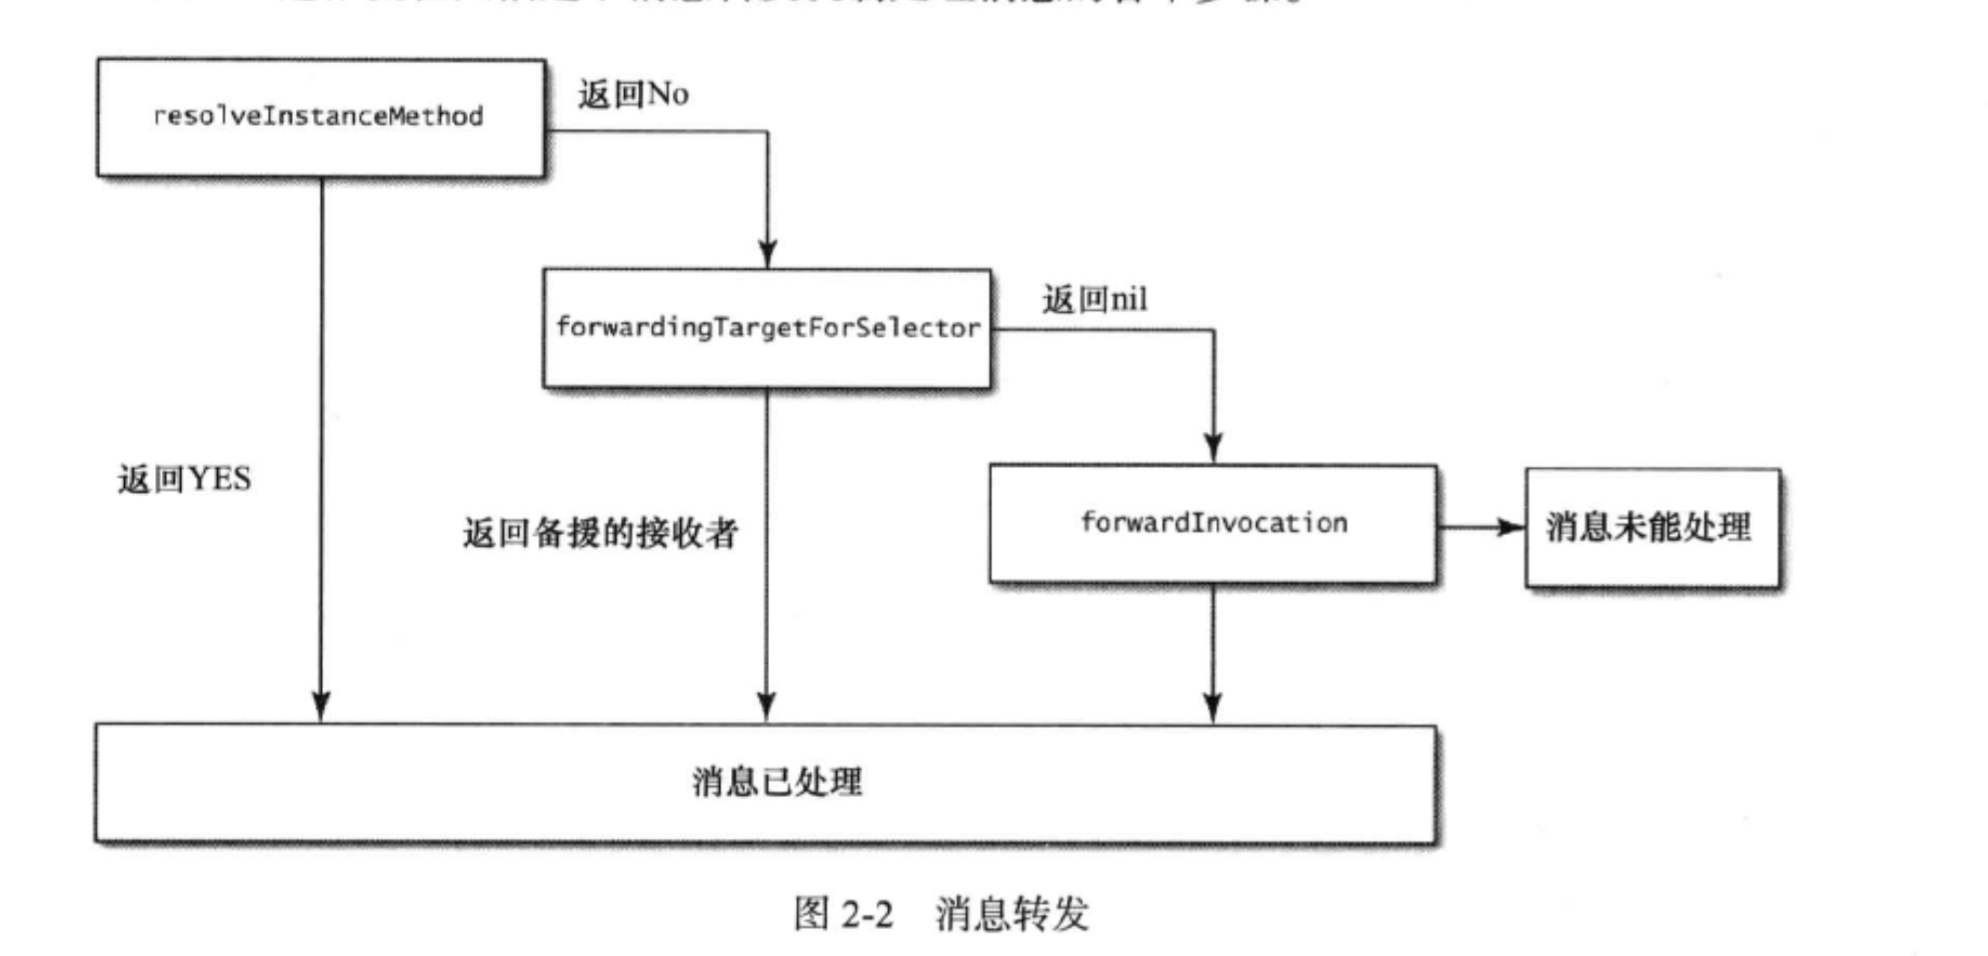 resolveInstanceMethod
返回No
forwardingTargetForSelector
返回nil
返回YES
返回备援的接收者
forwardInvocation
消息未能处理
消息已处理
图 2-2 消息转发